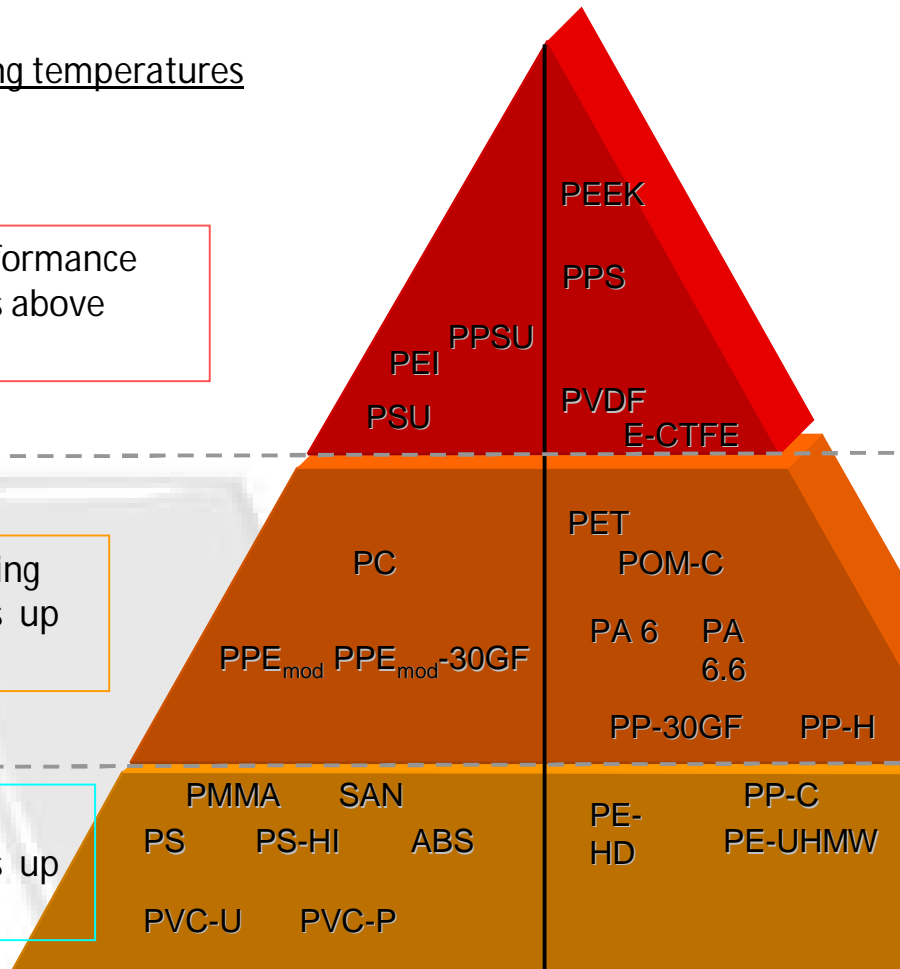 ng temperatures
PEEK
formance
s above
PPS
PPSU
PEI
PSU
PVDF
E-CTFE
ing
s up
PET
PC
POM-C
PA 6 PA
6.6
PPEmod PPEmod-30GF
PP-30GF PP-H
s up
PMMA SAN
PS PS-HI ABS
PVC-U PVC-P
PP-C
PE-
HD
PE-UHMW